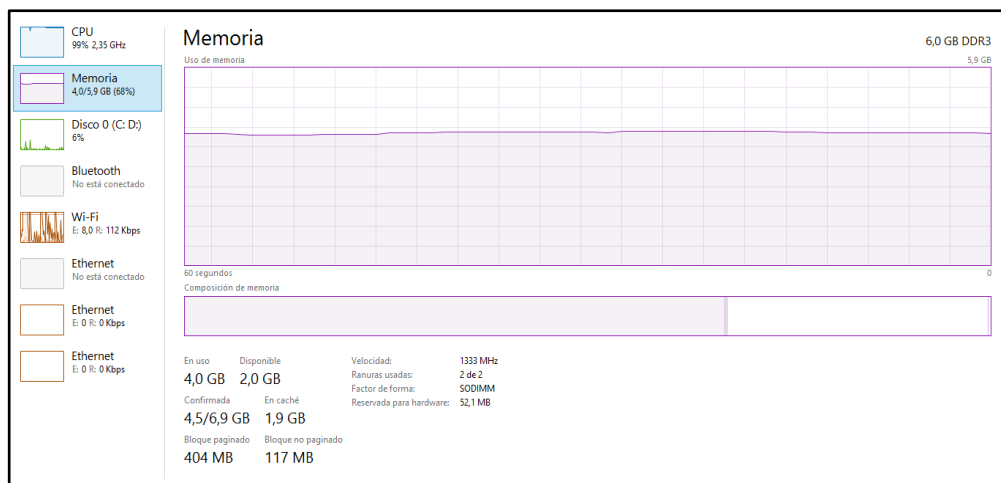 CPU
99% 2,35 GHz
Memoria
4,0/5,9 GB (68%)
Disco 0 (C: D:)
6%
Bluetooth
No está conectado
Wi-Fi
E: 8,0 R: 112 Kbps
Ethernet
No está conectado
Ethernet
E: 0 R: 0 Kbps
Ethernet
E: 0 R: 0 Kbps
Memoria 6,0 GB DDR3
Uso de memoria 5,9 GB
60 segundos 0
Composición de memoria
En uso Disponible
4,0 GB 2,0 GB
Confirmada En caché
4,5/6,9 GB 1,9 GB
Bloque paginado Bloque no paginado
404 MB 117 MB
Velocidad: 1333 MHz
Ranuras usadas: 2 de 2
Factor de forma: SODIMM
Reservada para hardware: 52,1 MB